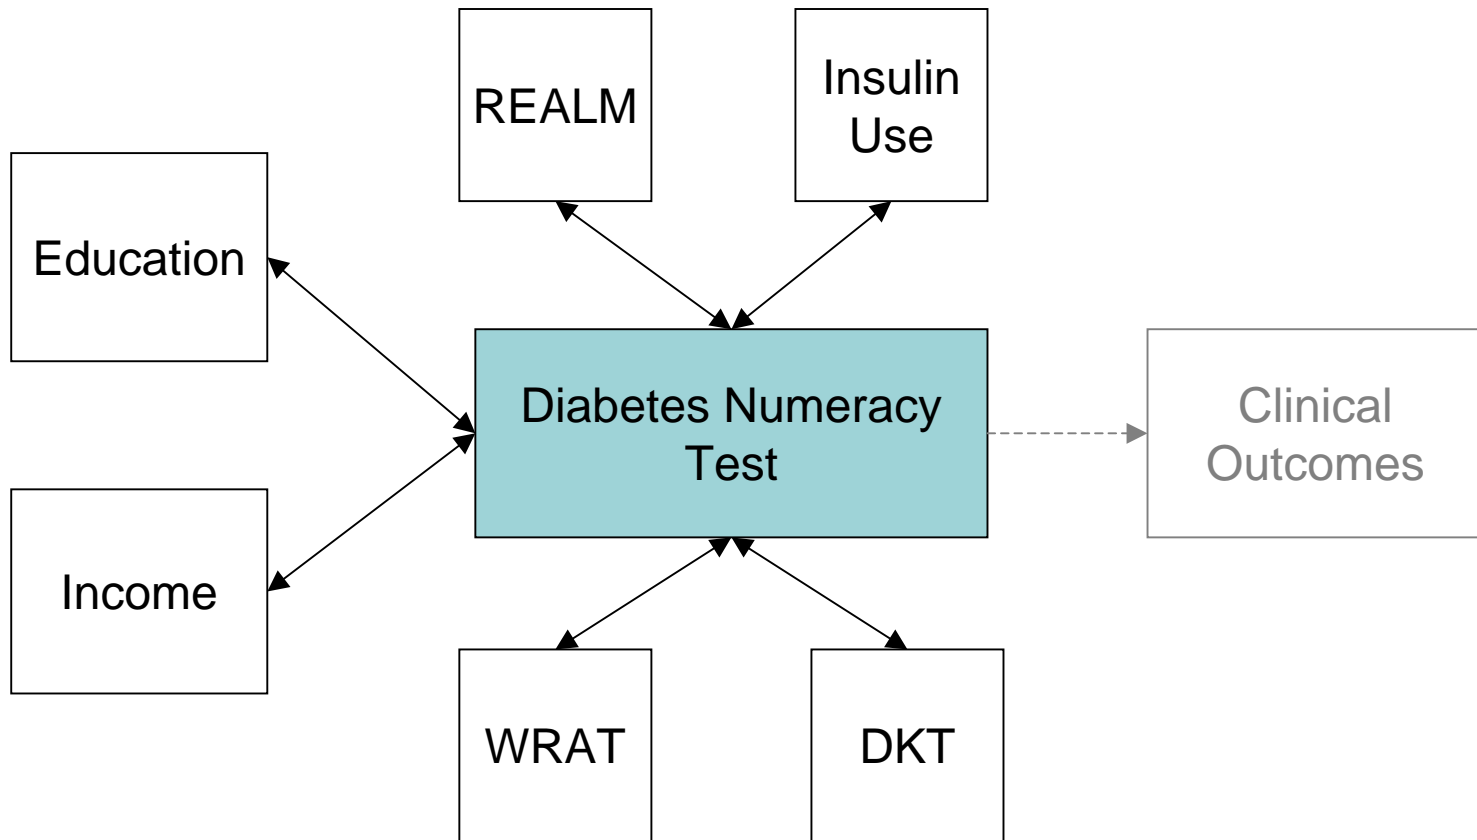 REALM
Insulin
Use
Education
Diabetes Numeracy
Test
Clinical
Outcomes
Income
WRAT
DKT